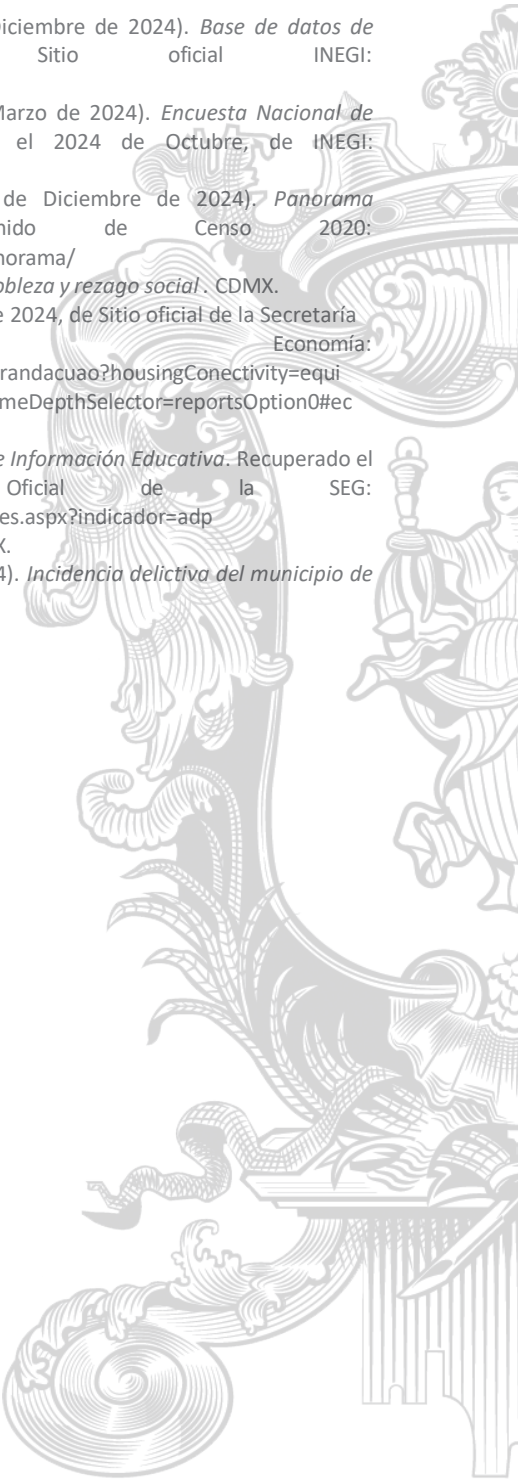 Diciembre de 2024). Base de datos de
Sitio oficial INEGI:
Marzo de 2024). Encuesta Nacional de
el 2024 de Octubre, de INEGI:
de Diciembre de 2024). Panorama
nido de Censo 2020:
norama/
obleza y rezago social . CDMX.
e 2024, de Sitio oficial de la Secretaría
Economía:
randacuao?housingConectivity=equi
meDepthSelector=reportsOption0#ec
e Información Educativa. Recuperado el
Oficial de la SEG:
es.aspx?indicador=adp
X.
4). Incidencia delictiva del municipio de